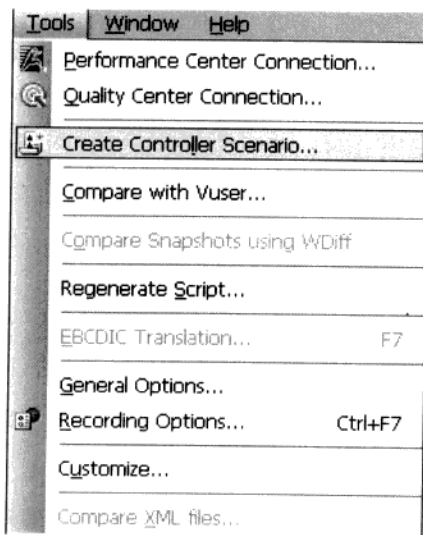 Tools Window Help
Performance Center Connection...
Quality Center Connection...
Create Controller Scenario...
Compare with Vuser...
Compare Snapshots using WDiff
Regenerate Script...
EBCDIC Translation... F7
General Options...
Recording Options... Ctrl+F7
Customize...
Compare XML files...